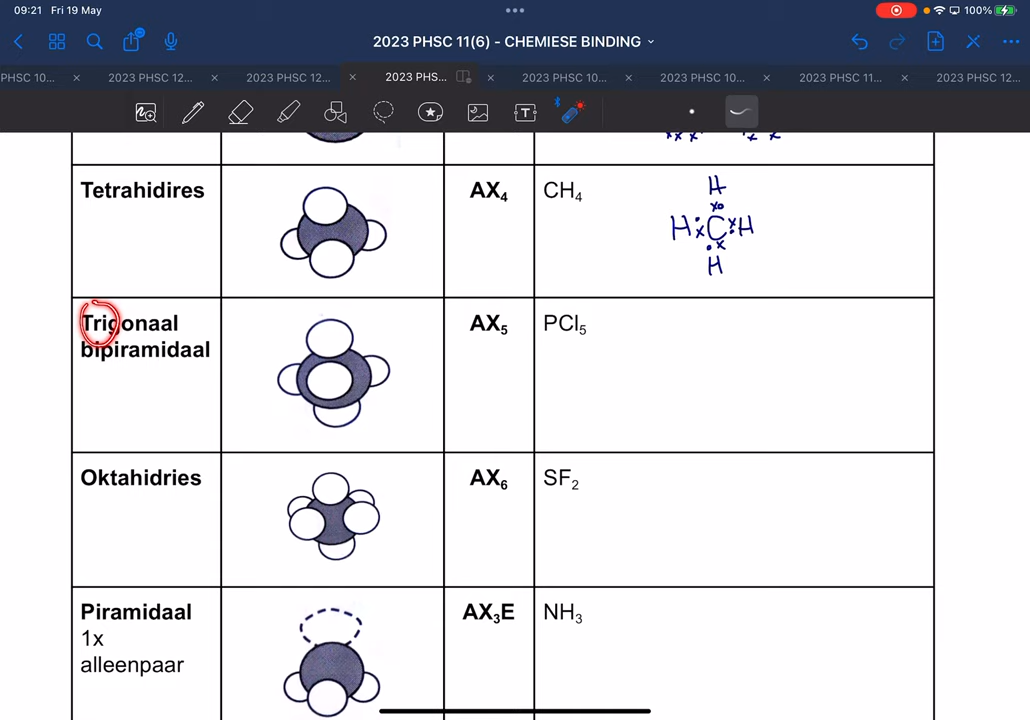 09:21 Fri 19 May
100%
2023 PHSC 11(6) - CHEMIESE BINDING
PHSC 10...
2023 PHSC 12...
2023 PHSC 12...
2023 PHS...
2023 PHSC 10...
2023 PHSC 10...
2023 PHSC 11...
2023 PHSC 12...
Tetrahidires
AX₄
CH₄
H
H C H
H
Trigonaal
bipiramidaal
AX₅
PCl₅
Oktahidries
AX₆
SF₂
Piramidaal
1x
alleenpaar
AX₃E
NH₃